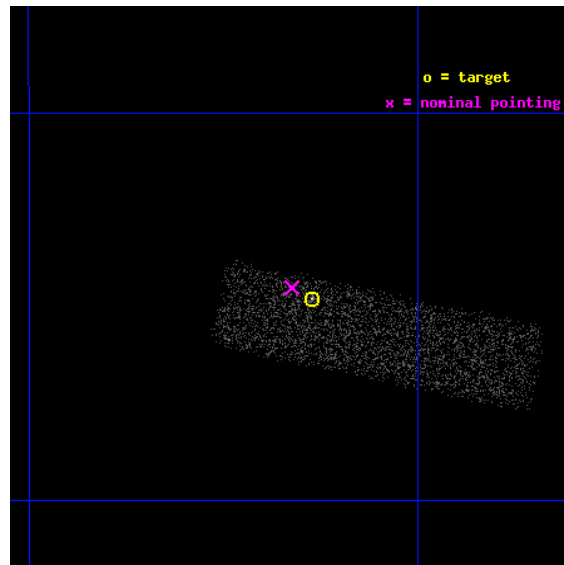 o = target
x = nominal pointing